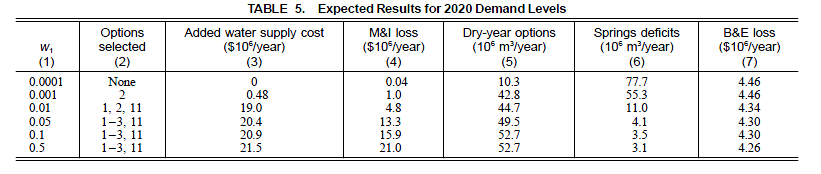 TABLE 5. Expected Results for 2020 Demand Levels
w₁ (1) Options selected (2) Added water supply cost ($10⁶/year) (3) M&I loss ($10⁶/year) (4) Dry-year options (10⁶ m³/year) (5) Springs deficits (10⁶ m³/year) (6) B&E loss ($10⁶/year) (7)
0.0001 None 0 0.04 10.3 77.7 4.46
0.001 2 0.48 1.0 42.8 55.3 4.46
0.01 1, 2, 11 19.0 4.8 44.7 11.0 4.34
0.05 1–3, 11 20.4 13.3 49.5 4.1 4.30
0.1 1–3, 11 20.9 15.9 52.7 3.5 4.30
0.5 1–3, 11 21.5 21.0 52.7 3.1 4.26